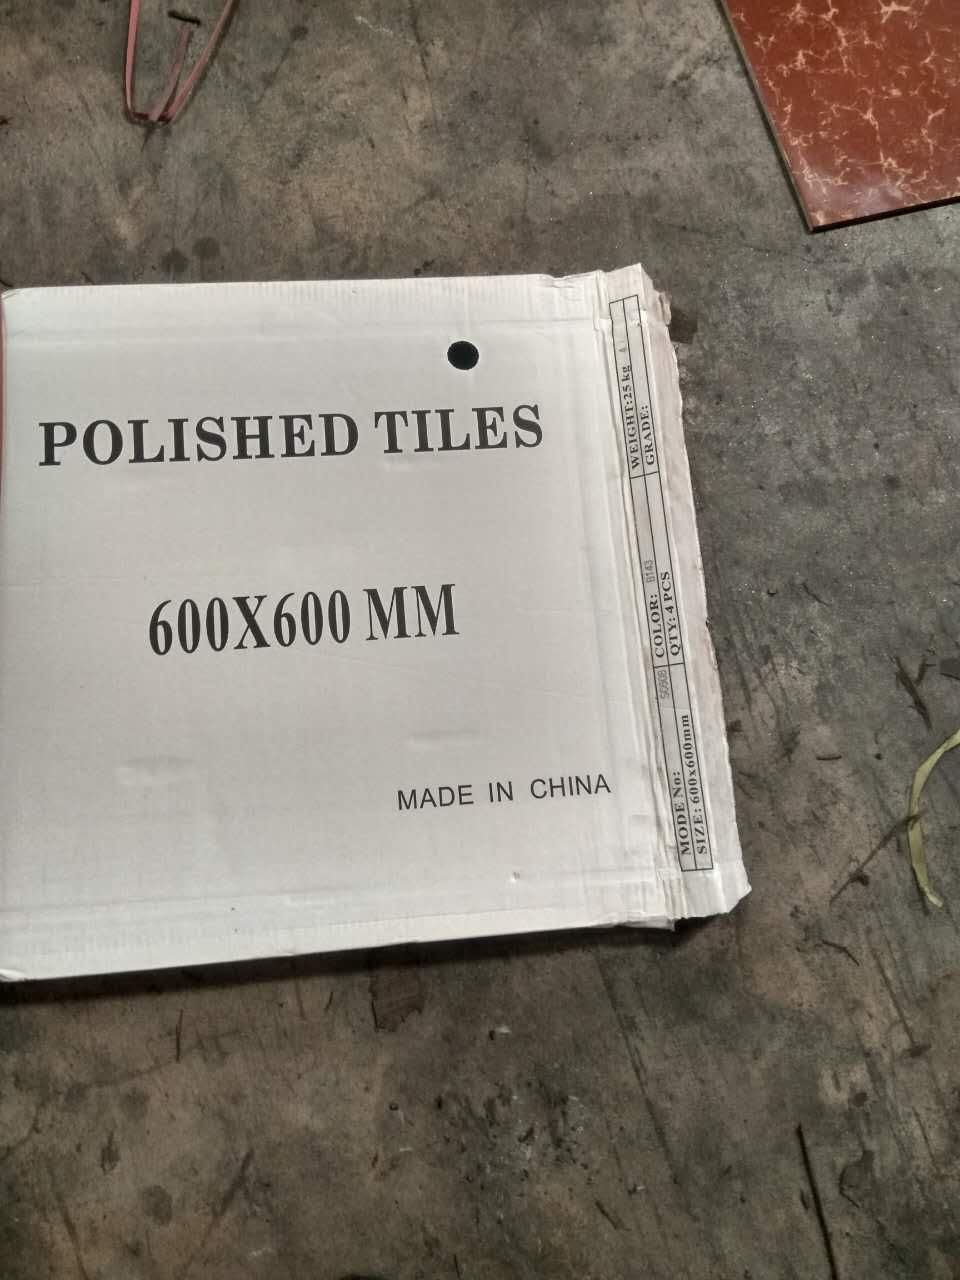 POLISHED TILES
600X600 MM
MADE IN CHINA
WEIGHT:25 kg
GRADE:
COLOR: B143
QTY: 4 PCS
MODE No:
SIZE: 600x600mm